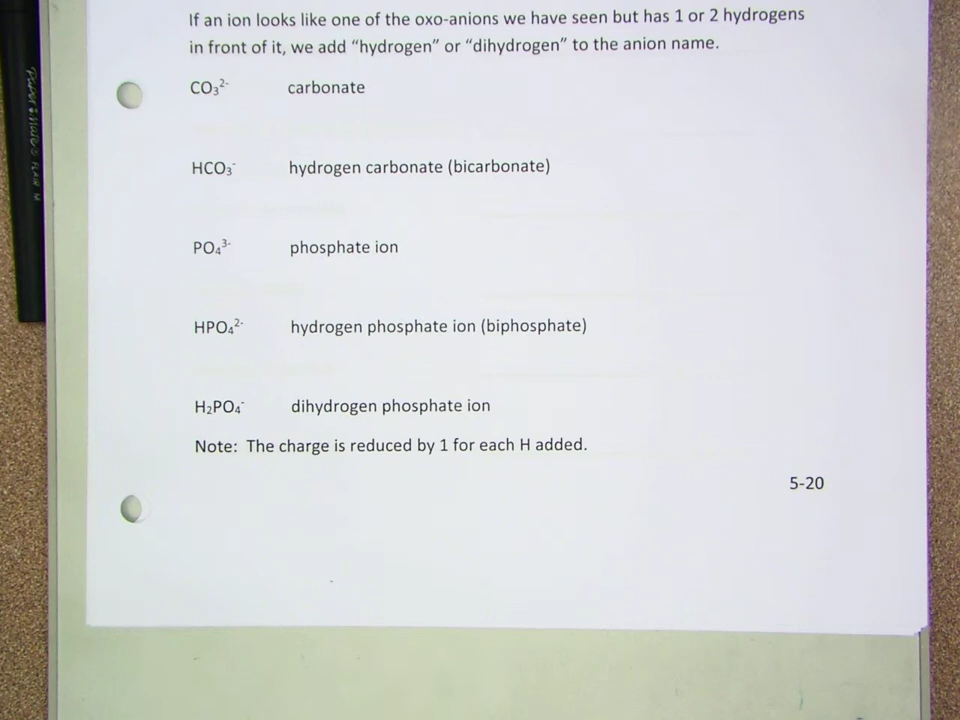 If an ion looks like one of the oxo-anions we have seen but has 1 or 2 hydrogens
in front of it, we add “hydrogen” or “dihydrogen” to the anion name.
CO₃²⁻ carbonate
HCO₃⁻ hydrogen carbonate (bicarbonate)
PO₄³⁻ phosphate ion
HPO₄²⁻ hydrogen phosphate ion (biphosphate)
H₂PO₄⁻ dihydrogen phosphate ion
Note: The charge is reduced by 1 for each H added.
5-20